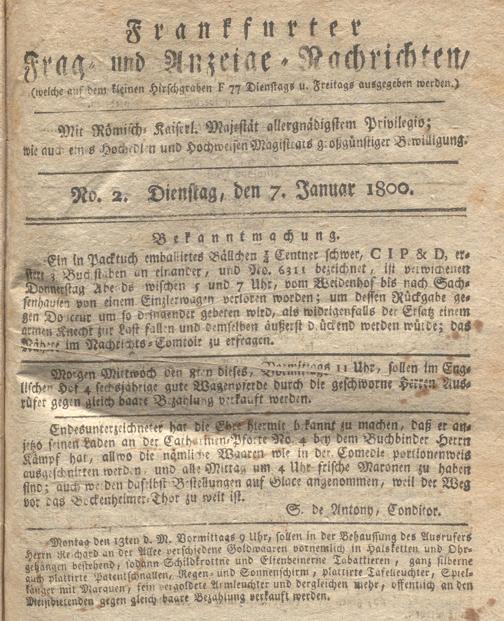 Frankfurter
Frag- und Anzeige-Nachrichten/
(welche auf dem kleinen Hirschgraben F 77 Dienstags u. Freitags ausgegeben werden.)
Mit Römisch-Kaiserl. Majestät allergnädigstem Privilegio;
wie auch eines Hochedlen und Hochweisen Magistrats großgünstiger Bewilligung.
No. 2. Dienstag, den 7. Januar 1800.
Bekanntmachung.
Ein in Packtuch emballirtes Bällchen Centner schwer, C I P & D, er-
stere 3 Buchstaben an einander, und No. 6311 bezeichnet, ist verwichenen
Donnerstag Abends zwischen 5 und 7 Uhr, vom Weidenhof bis nach Sach-
senhausen von einem Einzlerwagen verloren worden; um dessen Rückgabe ge-
gen Douceur um so dringender gebeten wird, als widrigenfalls der Ersatz einem
armen Knecht zur Last fallen und demselben äußerst drückend werden würde; das
Nähere im Nachrichts-Comtoir zu erfragen.
Morgen Mittwoch den 8ten dieses, Vormittags 11 Uhr, sollen im Eng-
lischen Hof 4 sechsjährige gute Wagenpferde durch die geschworne Herren Aus-
rüfer gegen gleich baare Bezahlung verkauft werden.
Endesunterzeichneter hat die Ehre hiermit bekannt zu machen, daß er an-
jetzo seinen Laden an der Catharinen-Pforte No. 4 bey dem Buchbinder Herrn
Kämpf hat, allwo die nämliche Waaren wie in der Comedie portionenweis
ausgeschnitten werden, und alle Mittag um 4 Uhr frische Maronen zu haben
sind; auch werden daselbst Bestellungen auf Glace angenommen, weil der Weg
vor das Bockenheimer-Thor zu weit ist.
S. de Antony, Conditor.
Montag den 13ten d. M. Vormittags 9 Uhr, sollen in der Behaussung des Ausrufers
Herrn Reichard an der Allee verschiedene Goldwaaren vornemlich in Halsketten und Ohr-
gehängen bestehend, sodann Schildkrotne und Elfenbeinerne Tabattieren, ganz silberne
auch plattirte Patentschnallen, Regen- und Sonnenschirm, plattirte Tafelleuchter, Spiel-
kästger mit Marquen, fein vergoldete Armleuchter und dergleichen mehr, öffentlich an den
Meistbietenden gegen gleich baare Bezahlung verkauft werden.